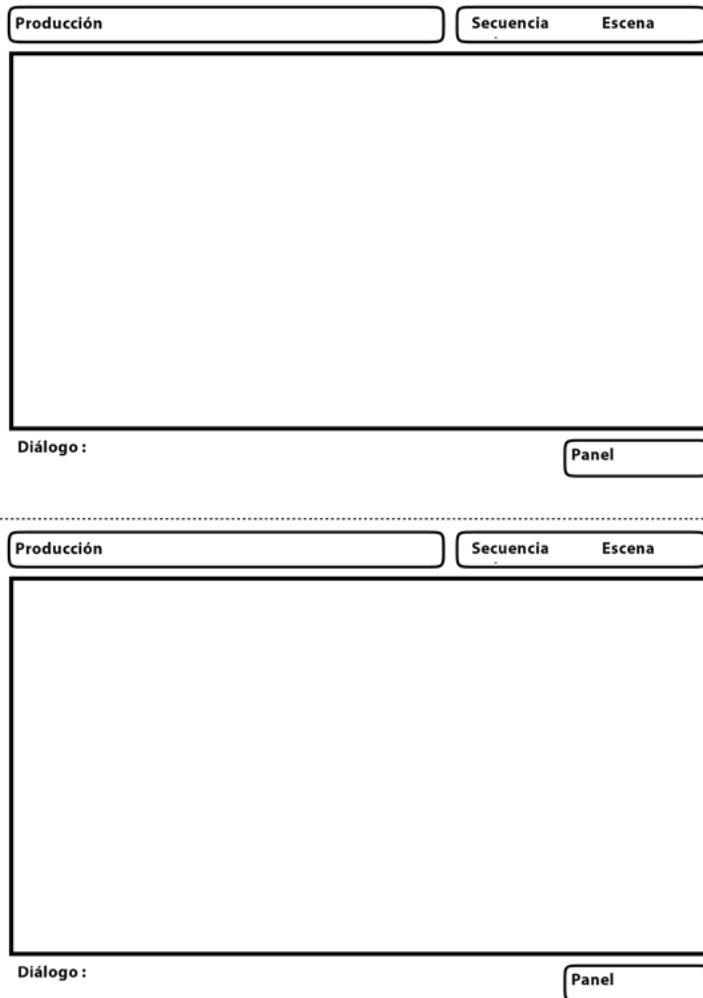 Producción
Secuencia Escena
Diálogo :
Panel
Producción
Secuencia Escena
Diálogo :
Panel